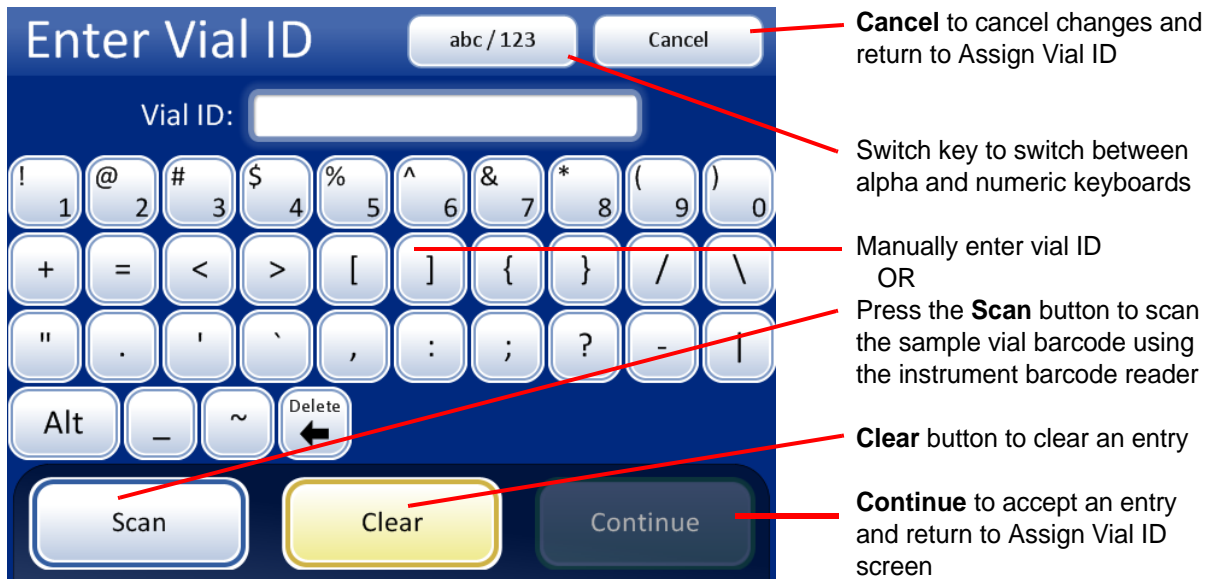 Enter Vial ID
abc / 123
Cancel
Vial ID:
! 1 @ 2 # 3 $ 4 % 5 ^ 6 & 7 * 8 ( 9 ) 0
+ = < > [ ] { } / \
" . ' ` , : ; ? - |
Alt _ ~ Delete
Scan
Clear
Continue
Cancel to cancel changes and
return to Assign Vial ID
Switch key to switch between
alpha and numeric keyboards
Manually enter vial ID
OR
Press the Scan button to scan
the sample vial barcode using
the instrument barcode reader
Clear button to clear an entry
Continue to accept an entry
and return to Assign Vial ID
screen